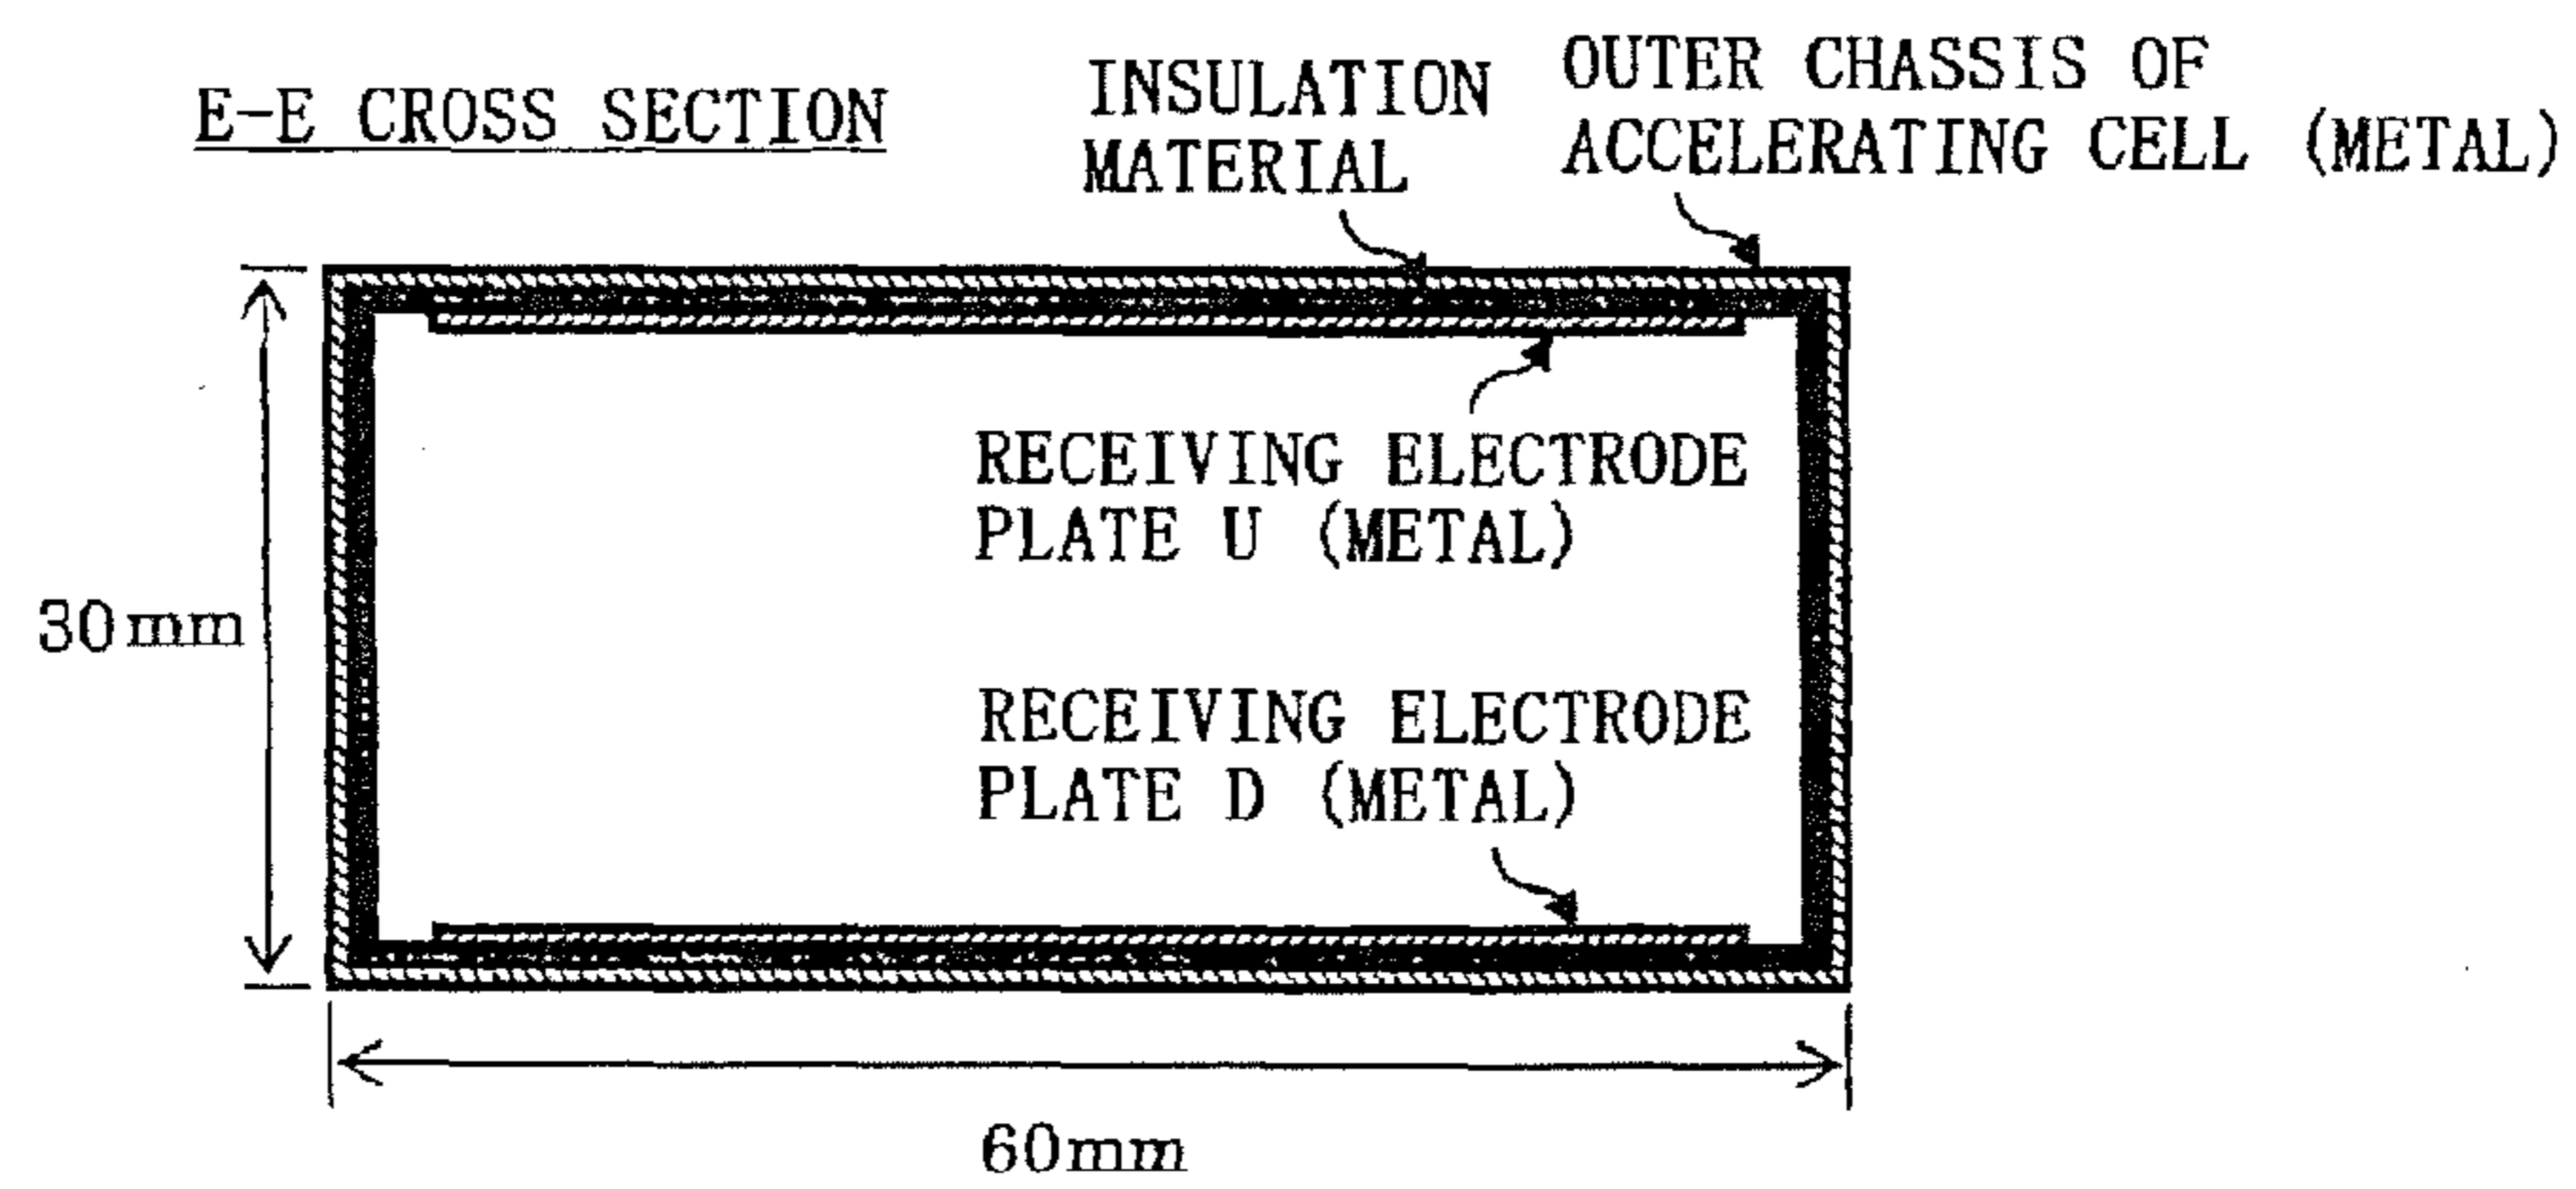 E-E CROSS SECTION
INSULATION
MATERIAL
OUTER CHASSIS OF
ACCELERATING CELL (METAL)
RECEIVING ELECTRODE
PLATE U (METAL)
30mm
RECEIVING ELECTRODE
PLATE D (METAL)
60mm